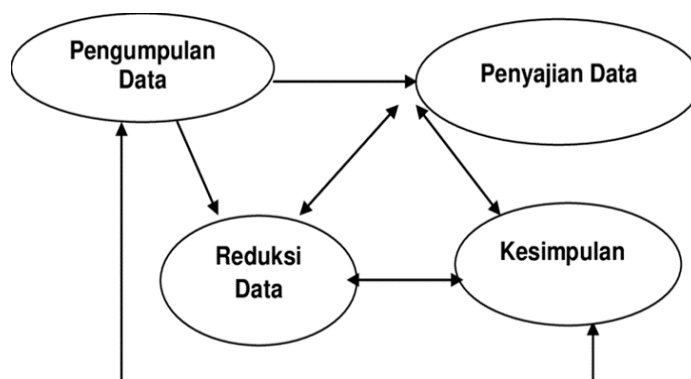 Pengumpulan
Data
Penyajian Data
Reduksi
Data
Kesimpulan